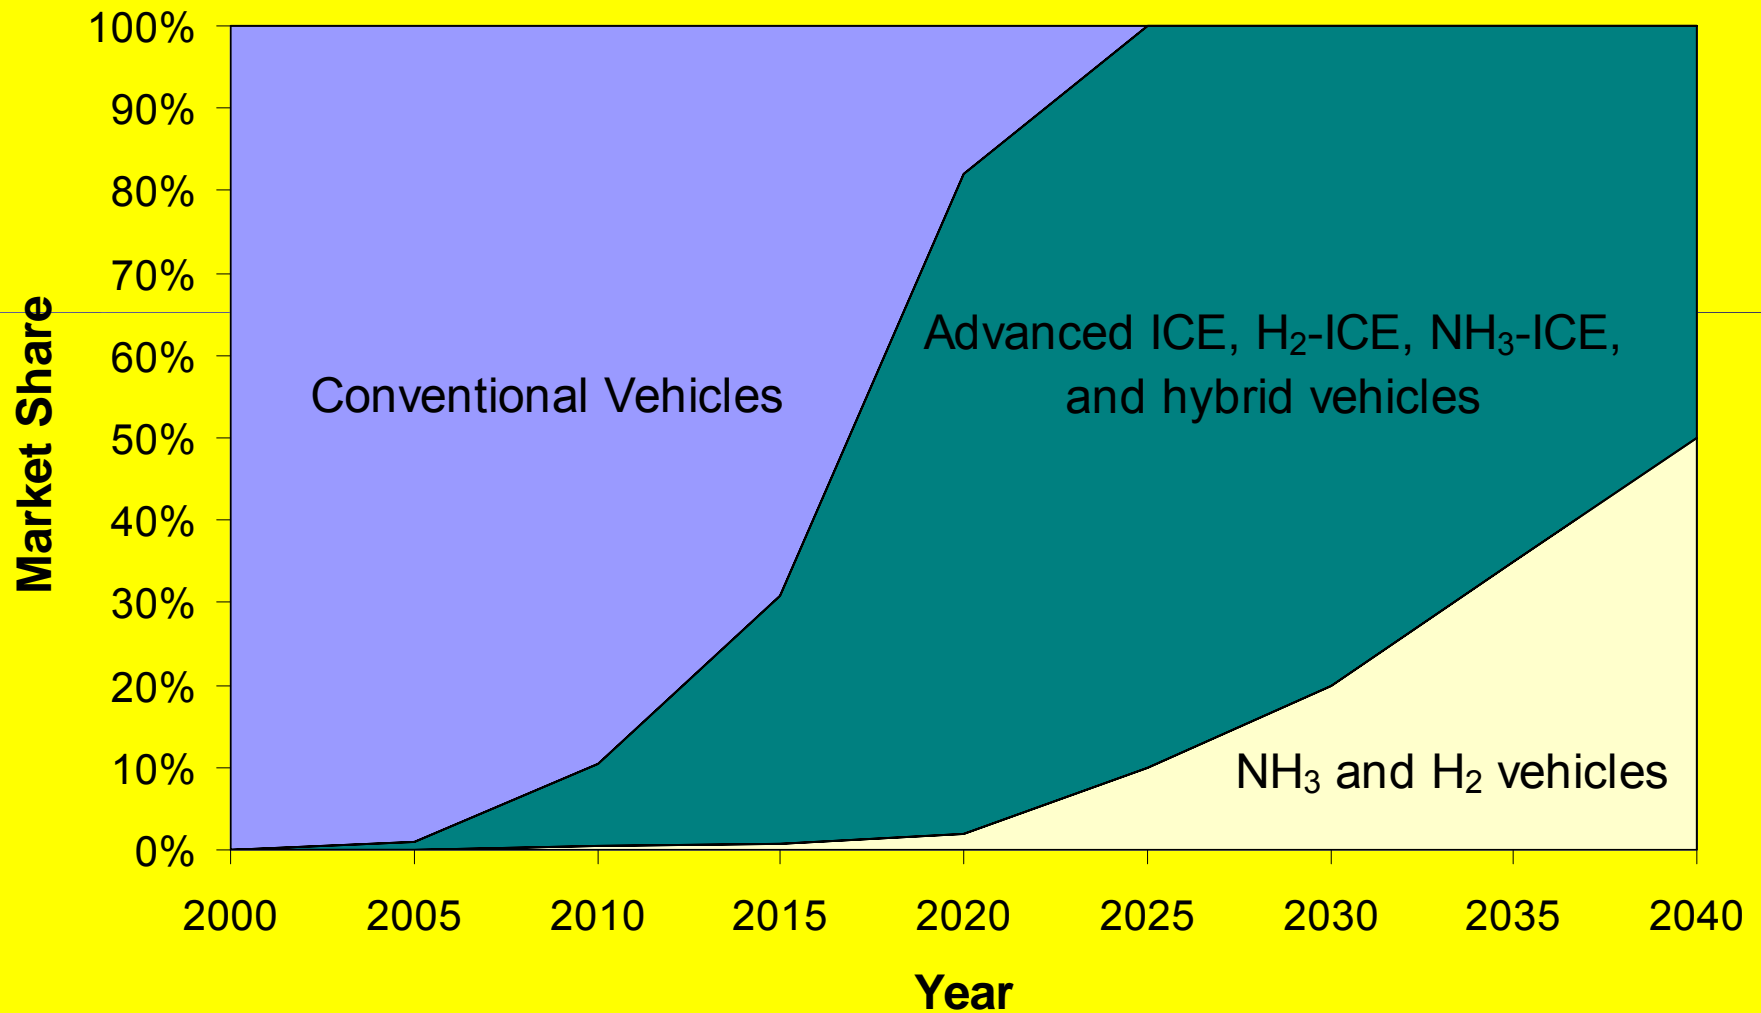 100%
90%
80%
70%
60%
50%
40%
30%
20%
10%
0%
Market Share
Conventional Vehicles
Advanced ICE, H₂-ICE, NH₃-ICE,
and hybrid vehicles
NH₃ and H₂ vehicles
2000 2005 2010 2015 2020 2025 2030 2035 2040
Year